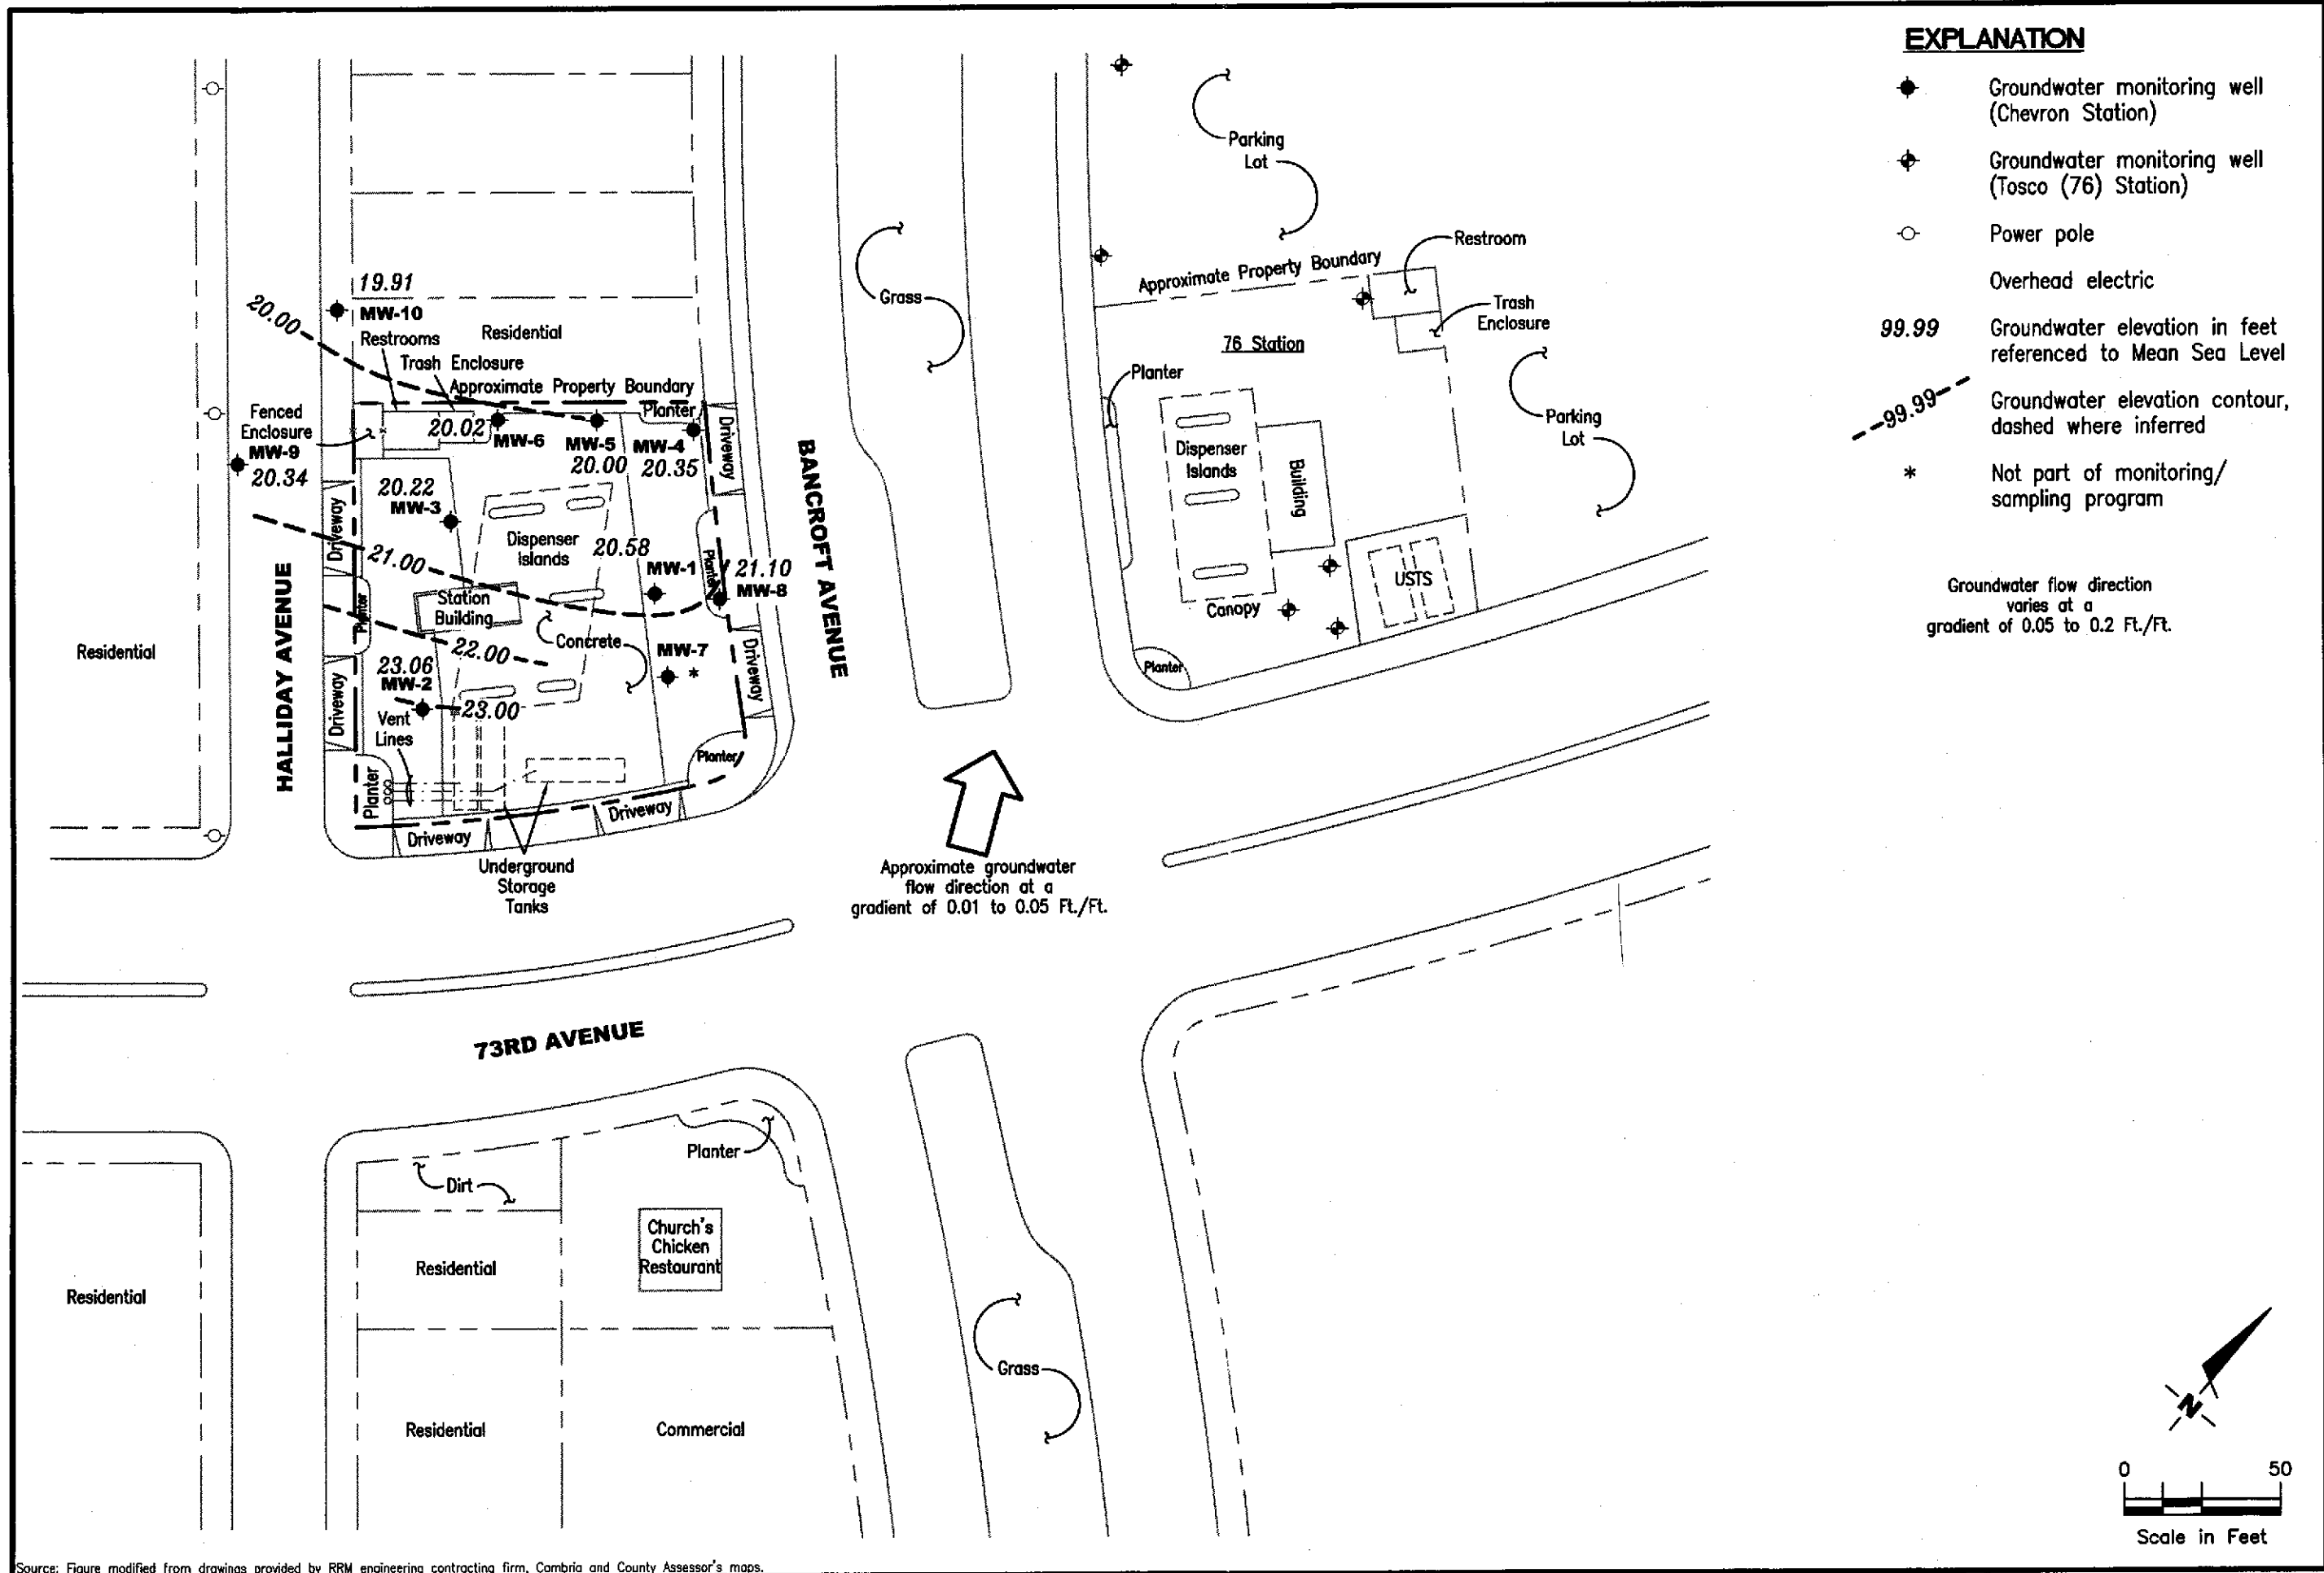 EXPLANATION
Groundwater monitoring well
(Chevron Station)
Groundwater monitoring well
(Tosco (76) Station)
Power pole
Overhead electric
99.99
Groundwater elevation in feet
referenced to Mean Sea Level
99.99
Groundwater elevation contour,
dashed where inferred
*
Not part of monitoring/
sampling program
Groundwater flow direction
varies at a
gradient of 0.05 to 0.2 Ft./Ft.
Parking
Lot
Restroom
Approximate Property Boundary
Trash
Enclosure
76 Station
Planter
Parking
Lot
Dispenser
Islands
Building
USTS
Canopy
Planter
Grass
19.91
MW-10
20.00
Restrooms
Residential
Trash Enclosure
Approximate Property Boundary
Fenced
Enclosure
MW-9
20.34
20.02
MW-6
MW-5
20.00
Planter
MW-4
20.35
Driveway
20.22
MW-3
Dispenser
Islands
20.58
MW-1
Planter
21.10
MW-8
Driveway
21.00
Station
Building
Planter
Concrete
22.00
MW-7
*
Driveway
23.06
MW-2
23.00
Driveway
Vent
Lines
Planter
Planter
Driveway
Driveway
Underground
Storage
Tanks
Residential
HALLIDAY AVENUE
BANCROFT AVENUE
Approximate groundwater
flow direction at a
gradient of 0.01 to 0.05 Ft./Ft.
73RD AVENUE
Planter
Dirt
Church's
Chicken
Restaurant
Residential
Residential
Grass
Residential
Commercial
N
0 50
Scale in Feet
Source: Figure modified from drawings provided by RRM engineering contracting firm, Cambria and County Assessor's maps.